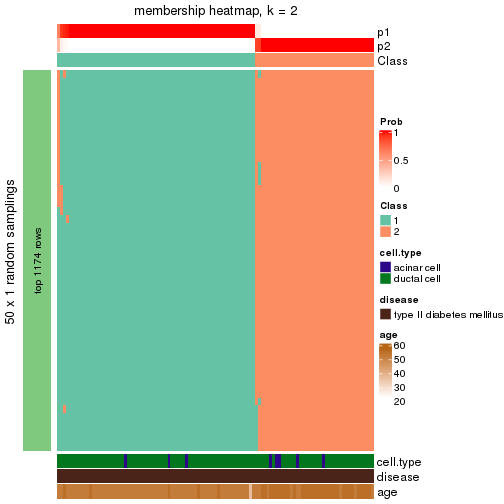 membership heatmap, k = 2
p1
p2
Class
50 x 1 random samplings
top 1174 rows
Prob
1
0.5
0
Class
1
2
cell.type
acinar cell
ductal cell
disease
type II diabetes mellitus
age
60
50
40
30
20
cell.type
disease
age